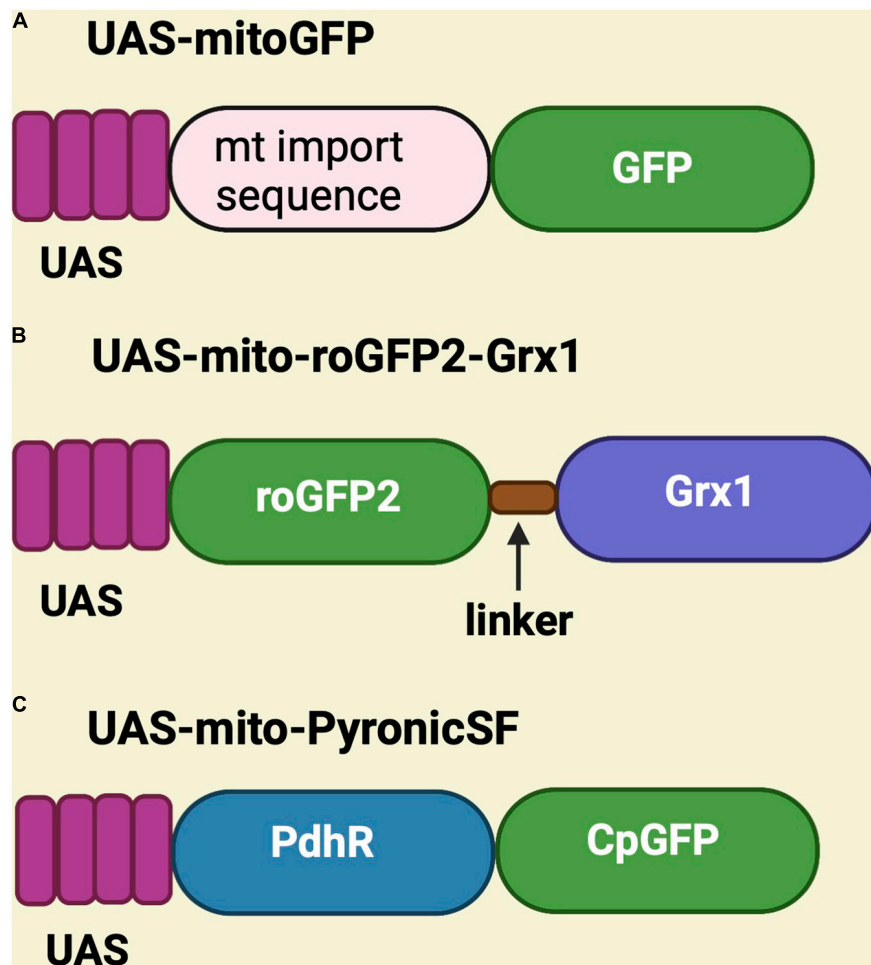 A
UAS-mitoGFP
mt import
sequence
GFP
UAS
B
UAS-mito-roGFP2-Grx1
roGFP2
Grx1
UAS
linker
C
UAS-mito-PyronicSF
PdhR
CpGFP
UAS